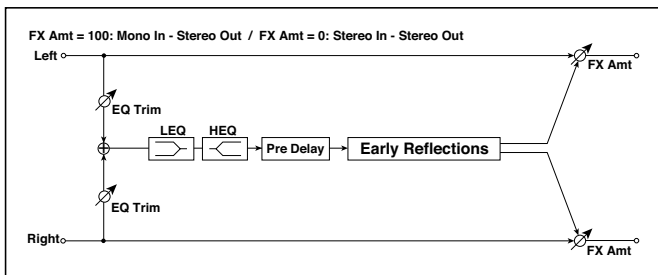 FX Amt = 100: Mono In - Stereo Out / FX Amt = 0: Stereo In - Stereo Out
Left
FX Amt
EQ Trim
LEQ
HEQ
Pre Delay
Early Reflections
EQ Trim
Right
FX Amt